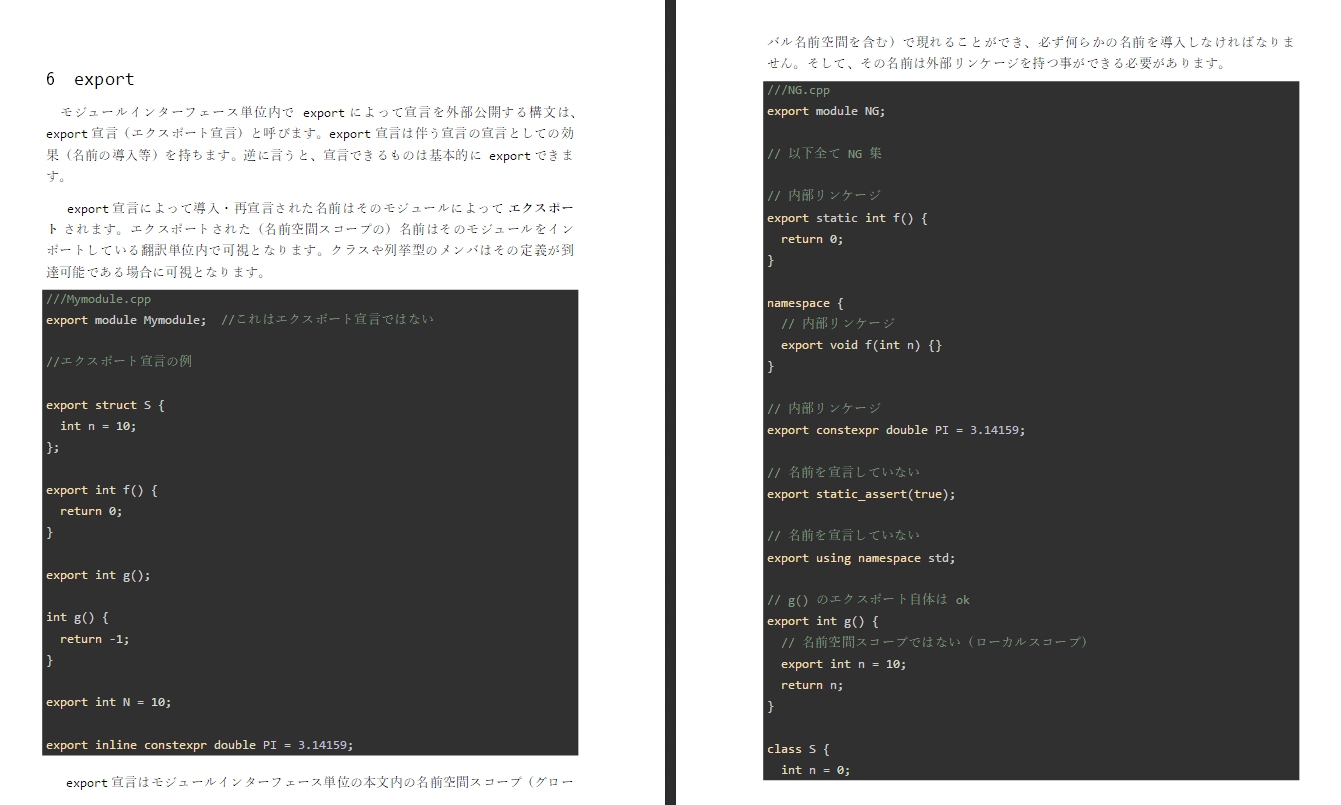 6 export
モジュールインターフェース単位内で export によって宣言を外部公開する構文は、
export 宣言（エクスポート宣言）と呼びます。export 宣言は伴う宣言の宣言としての効
果（名前の導入等）を持ちます。逆に言うと、宣言できるものは基本的に export できま
す。
export 宣言によって導入・再宣言された名前はそのモジュールによって エクスポー
ト されます。エクスポートされた（名前空間スコープの）名前はそのモジュールをイン
ポートしている翻訳単位内で可視となります。クラスや列挙型のメンバはその定義が到
達可能である場合に可視となります。
///Mymodule.cpp
export module Mymodule;  //これはエクスポート宣言ではない
//エクスポート宣言の例
export struct S {
  int n = 10;
};
export int f() {
  return 0;
}
export int g();
int g() {
  return -1;
}
export int N = 10;
export inline constexpr double PI = 3.14159;
export 宣言はモジュールインターフェース単位の本文内の名前空間スコープ（グロー
バル名前空間を含む）で現れることができ、必ず何らかの名前を導入しなければなりま
せん。そして、その名前は外部リンケージを持つ事ができる必要があります。
///NG.cpp
export module NG;
// 以下全て NG 集
// 内部リンケージ
export static int f() {
  return 0;
}
namespace {
  // 内部リンケージ
  export void f(int n) {}
}
// 内部リンケージ
export constexpr double PI = 3.14159;
// 名前を宣言していない
export static_assert(true);
// 名前を宣言していない
export using namespace std;
// g() のエクスポート自体は ok
export int g() {
  // 名前空間スコープではない（ローカルスコープ）
  export int n = 10;
  return n;
}
class S {
  int n = 0;